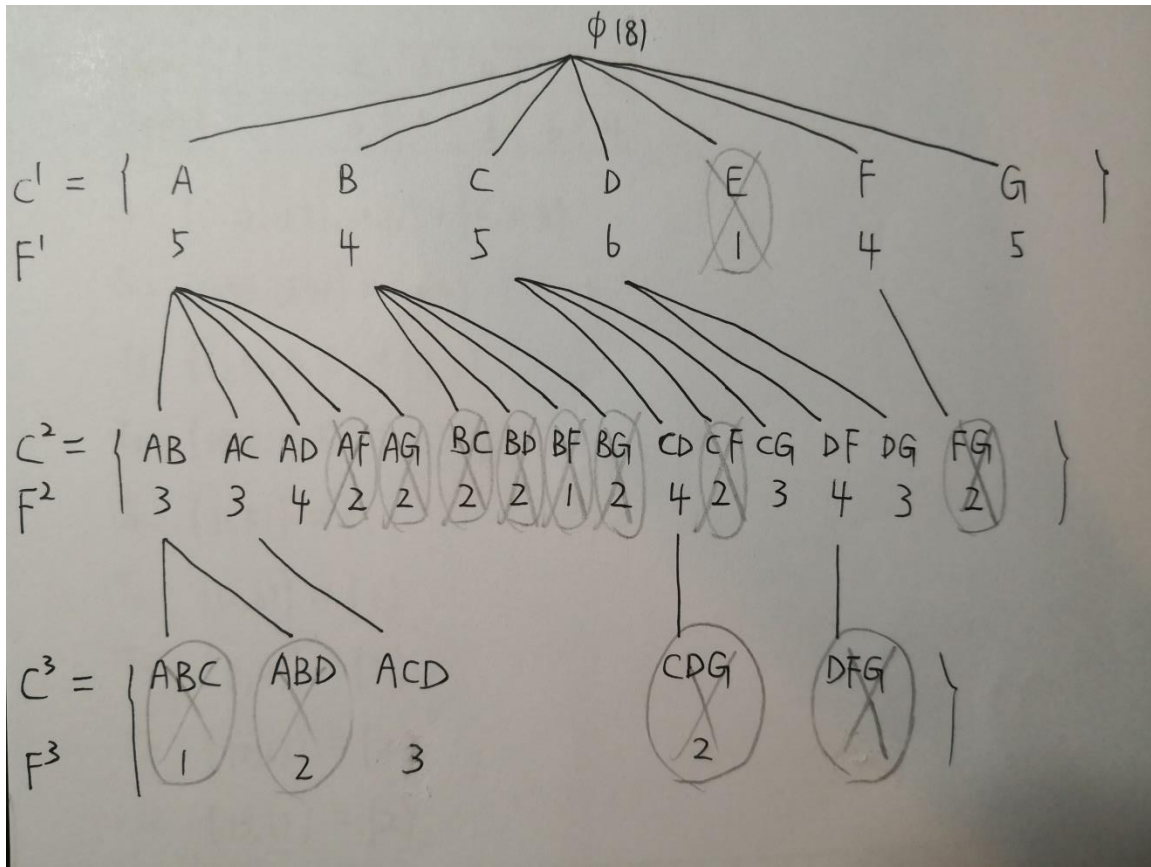 ϕ(8)
C¹ = { A B C D E F G }
F¹ 5 4 5 6 1 4 5
C² = { AB AC AD AF AG BC BD BF BG CD CF CG DF DG FG }
F² 3 3 4 2 2 2 2 1 2 4 2 3 4 3 2
C³ = { ABC ABD ACD CDG DFG }
F³ 1 2 3 2